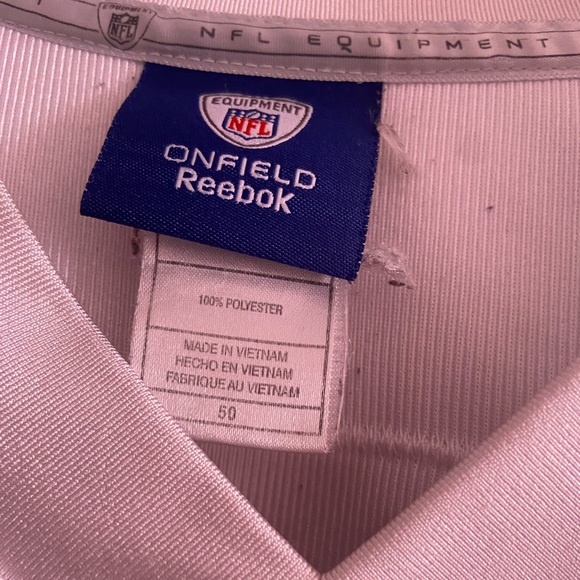 EQUIPMENT
NFL
NFL EQUIPMENT
EQUIPMENT
NFL
ONFIELD
Reebok
100% POLYESTER
MADE IN VIETNAM
HECHO EN VIETNAM
FABRIQUE AU VIETNAM
50